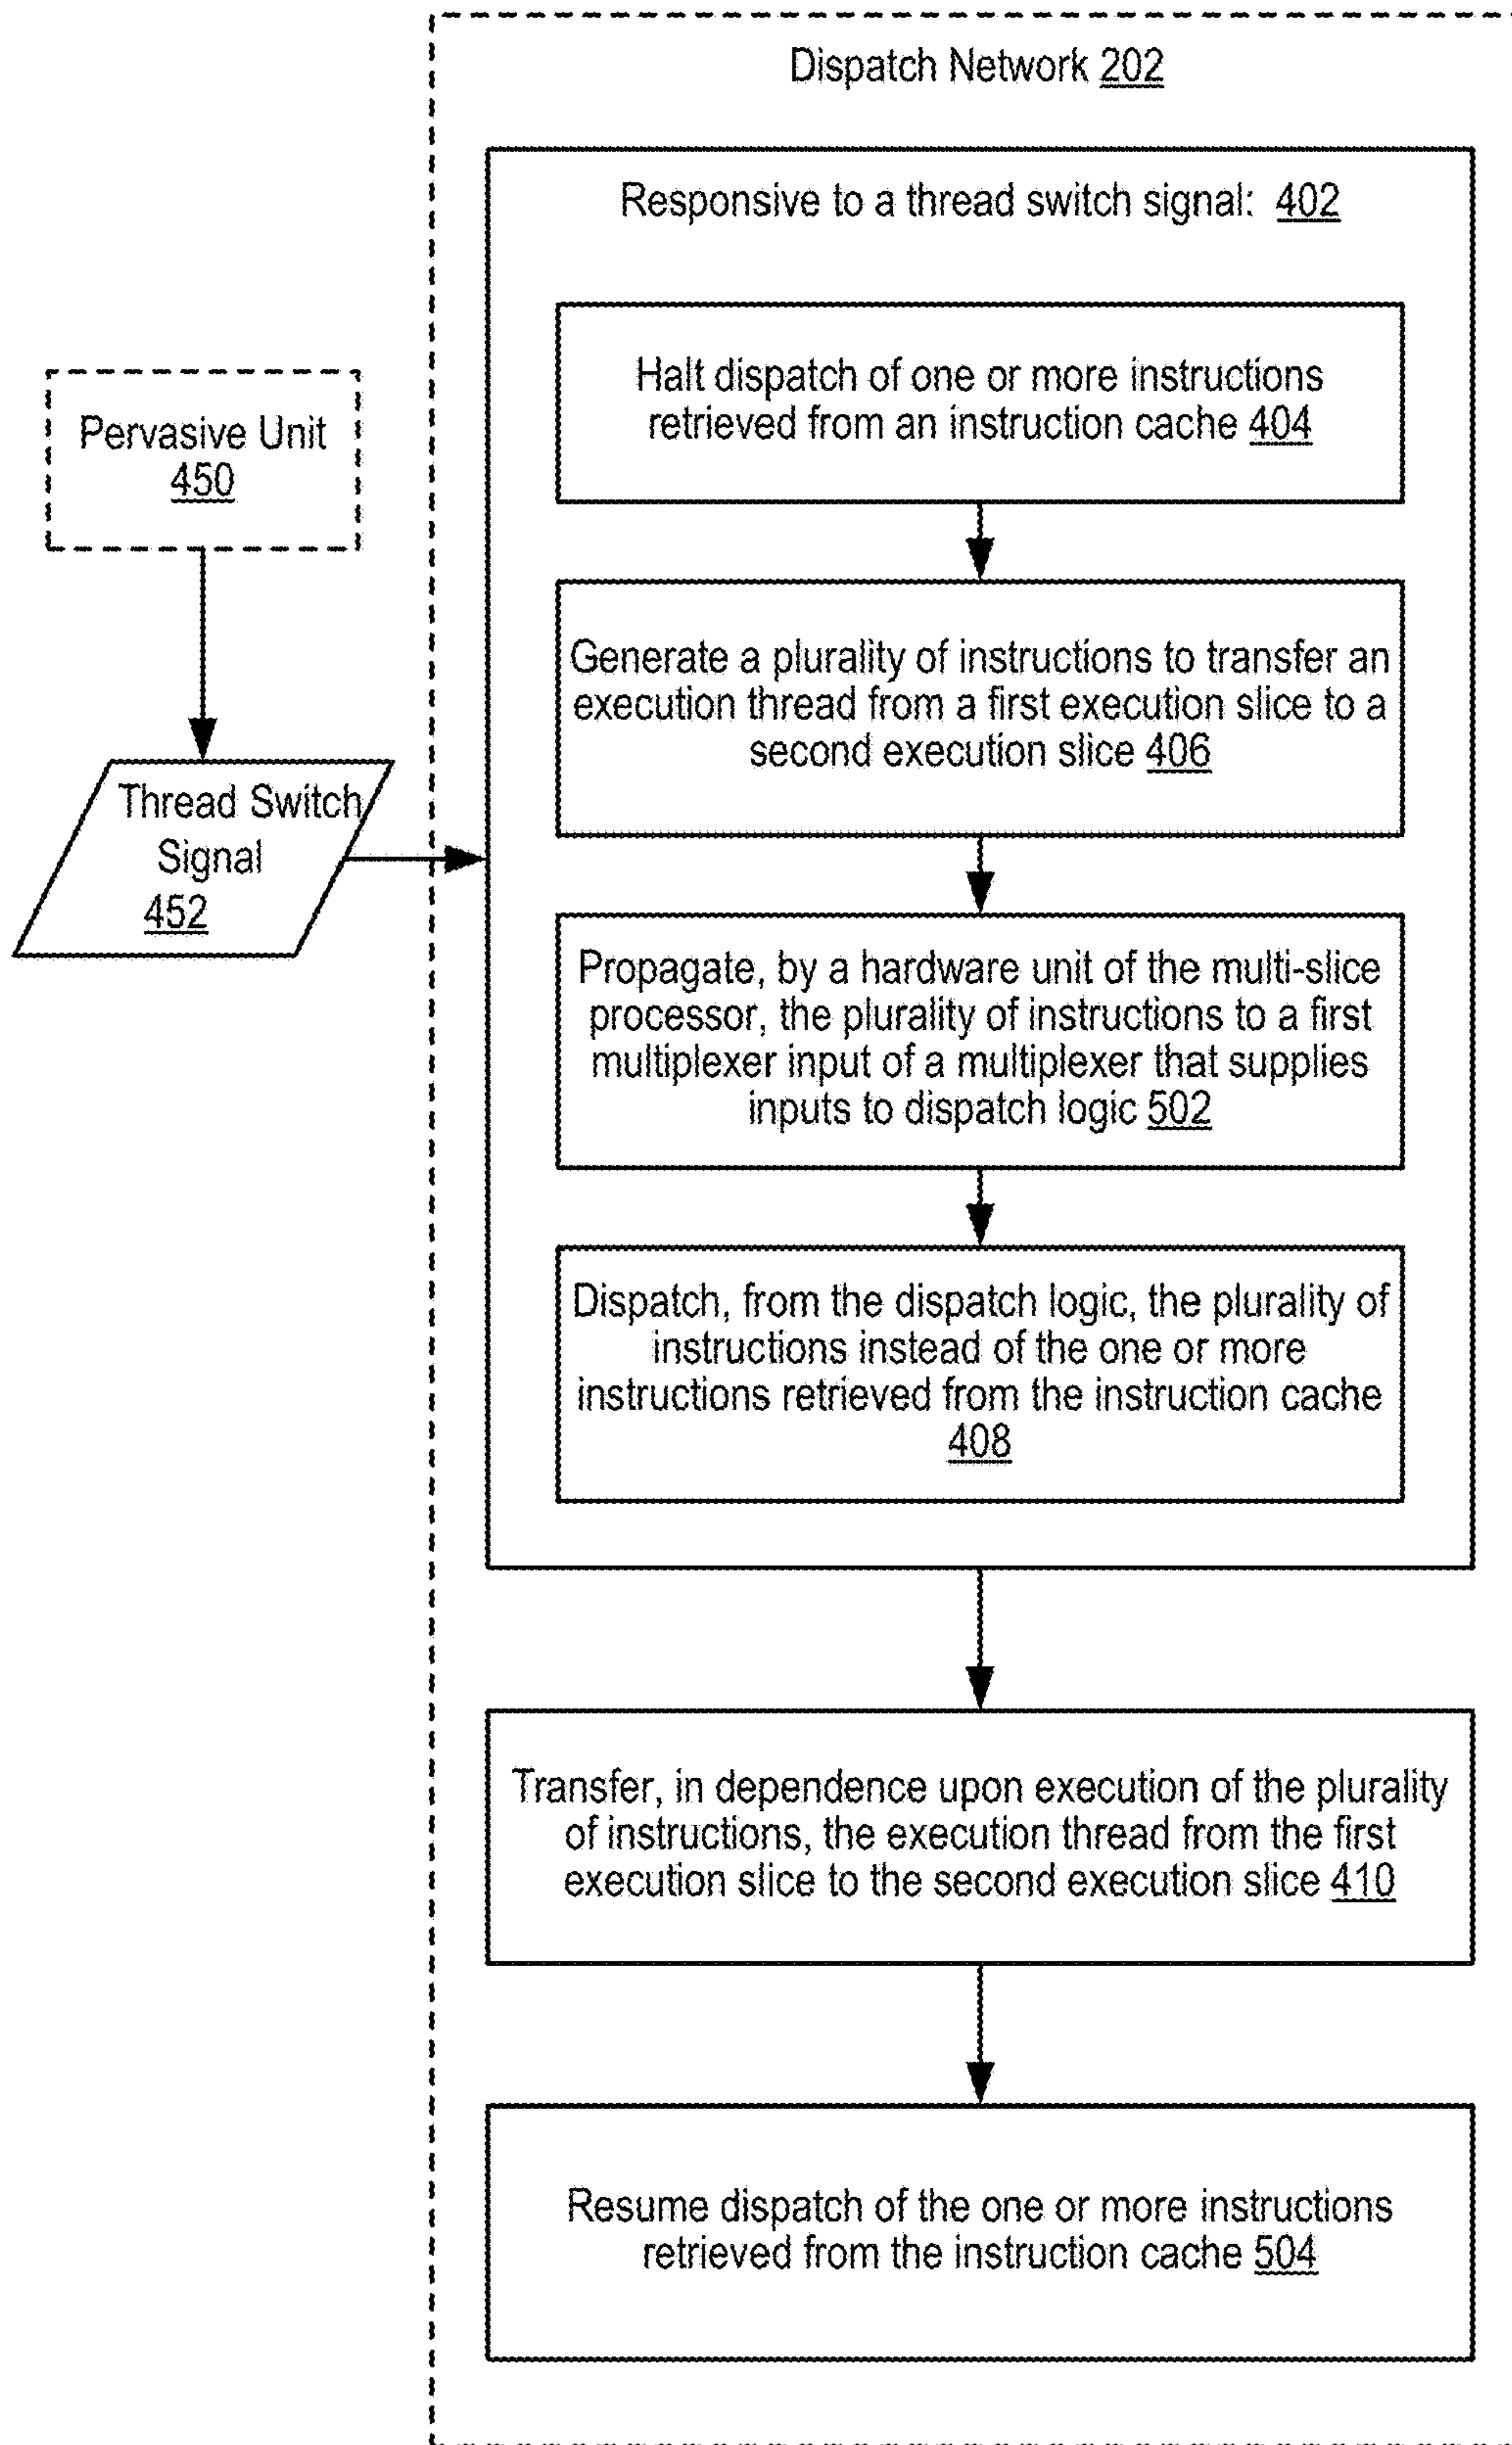 Dispatch Network 202
Responsive to a thread switch signal: 402
Halt dispatch of one or more instructions
retrieved from an instruction cache 404
Pervasive Unit
450
Generate a plurality of instructions to transfer an
execution thread from a first execution slice to a
second execution slice 406
Thread Switch
Signal
452
Propagate, by a hardware unit of the multi-slice
processor, the plurality of instructions to a first
multiplexer input of a multiplexer that supplies
inputs to dispatch logic 502
Dispatch, from the dispatch logic, the plurality of
instructions instead of the one or more
instructions retrieved from the instruction cache
408
Transfer, in dependence upon execution of the plurality
of instructions, the execution thread from the first
execution slice to the second execution slice 410
Resume dispatch of the one or more instructions
retrieved from the instruction cache 504